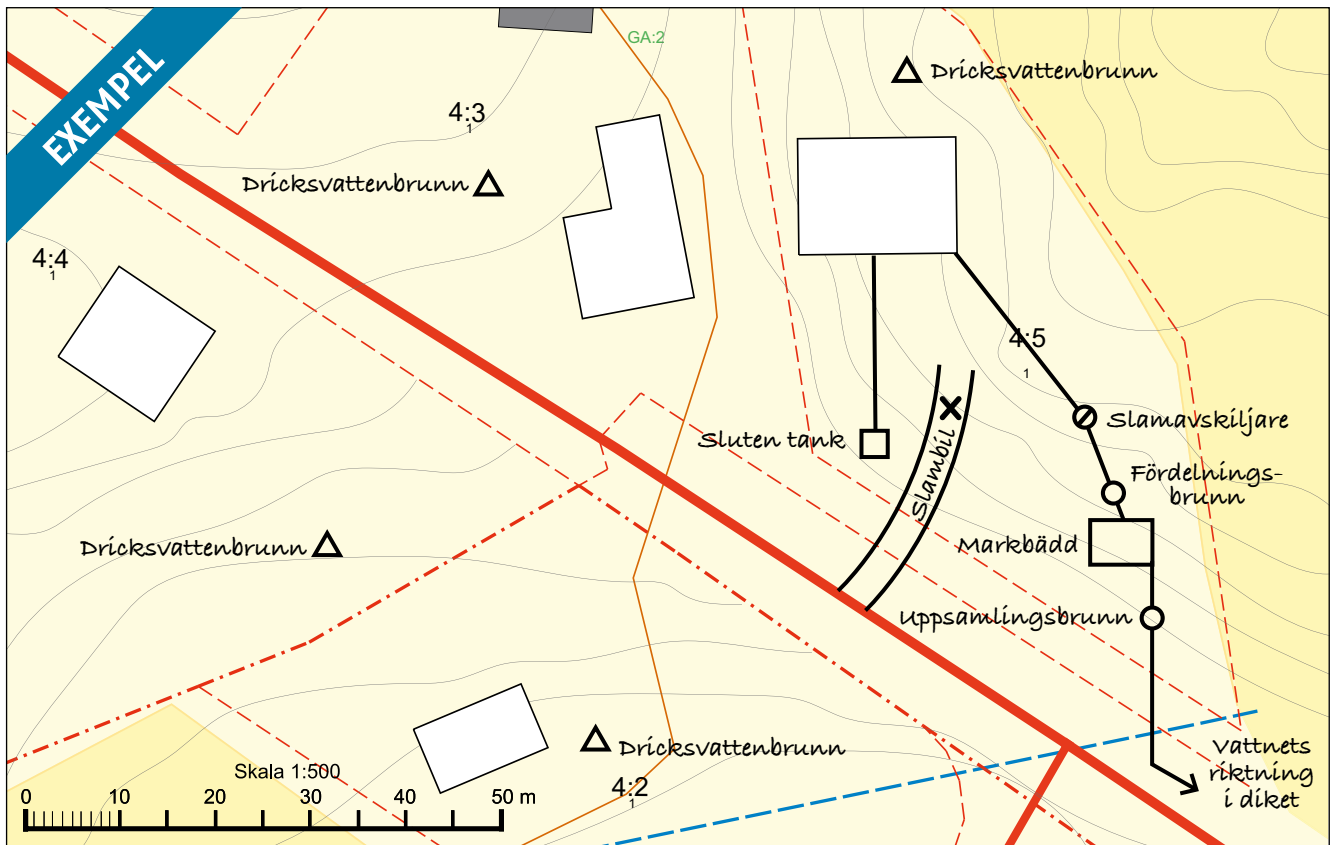 EXEMPEL
GA:2
Dricksvattenbrunn
4:3
1
Dricksvattenbrunn
4:4
1
4:5
1
Slamavskiljare
Sluten tank
Slambil
Fördelnings-
brunn
Markbädd
Dricksvattenbrunn
Uppsamlingsbrunn
Dricksvattenbrunn
Vattnets
riktning
i diket
4:2
1
Skala 1:500
0 10 20 30 40 50 m